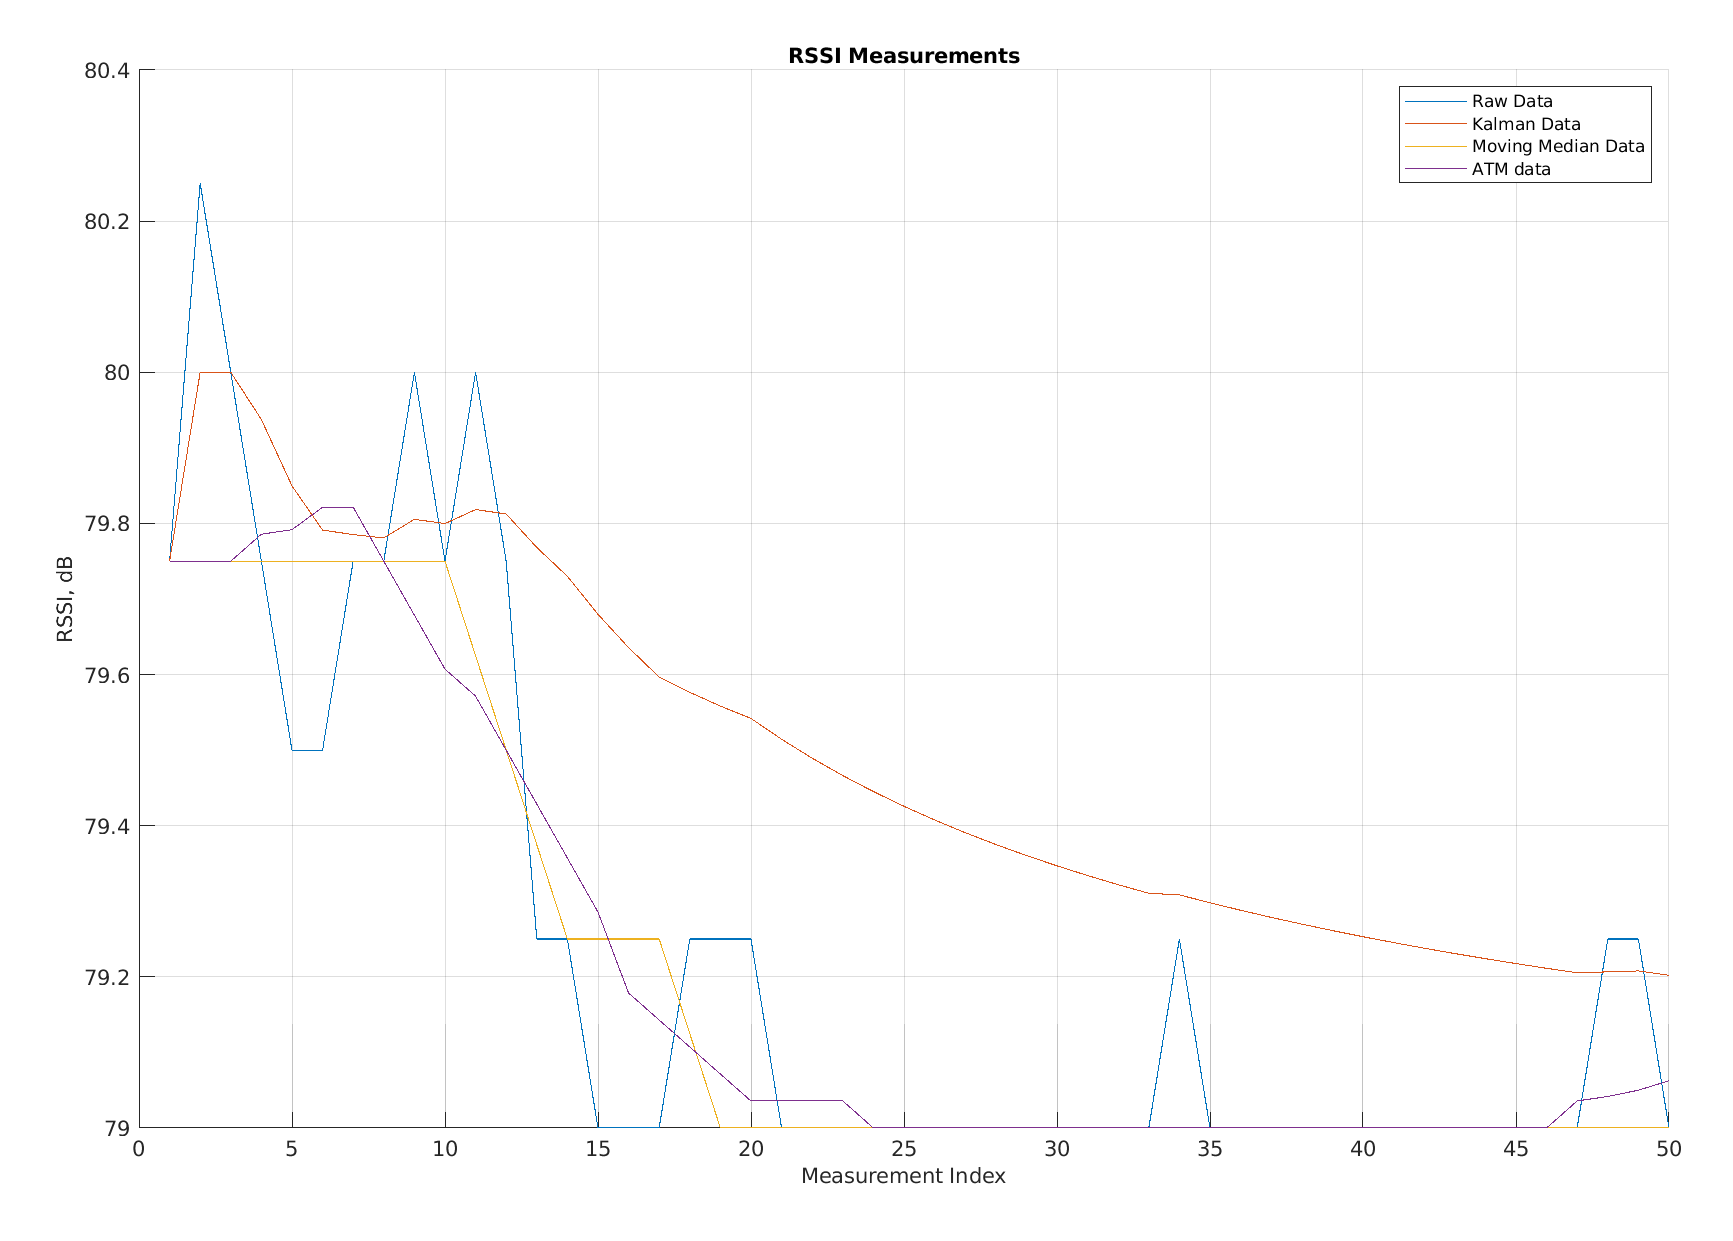 RSSI Measurements
80.4
80.2
80
79.8
79.6
79.4
79.2
79
RSSI, dB
Raw Data
Kalman Data
Moving Median Data
ATM data
0 5 10 15 20 25 30 35 40 45 50
Measurement Index